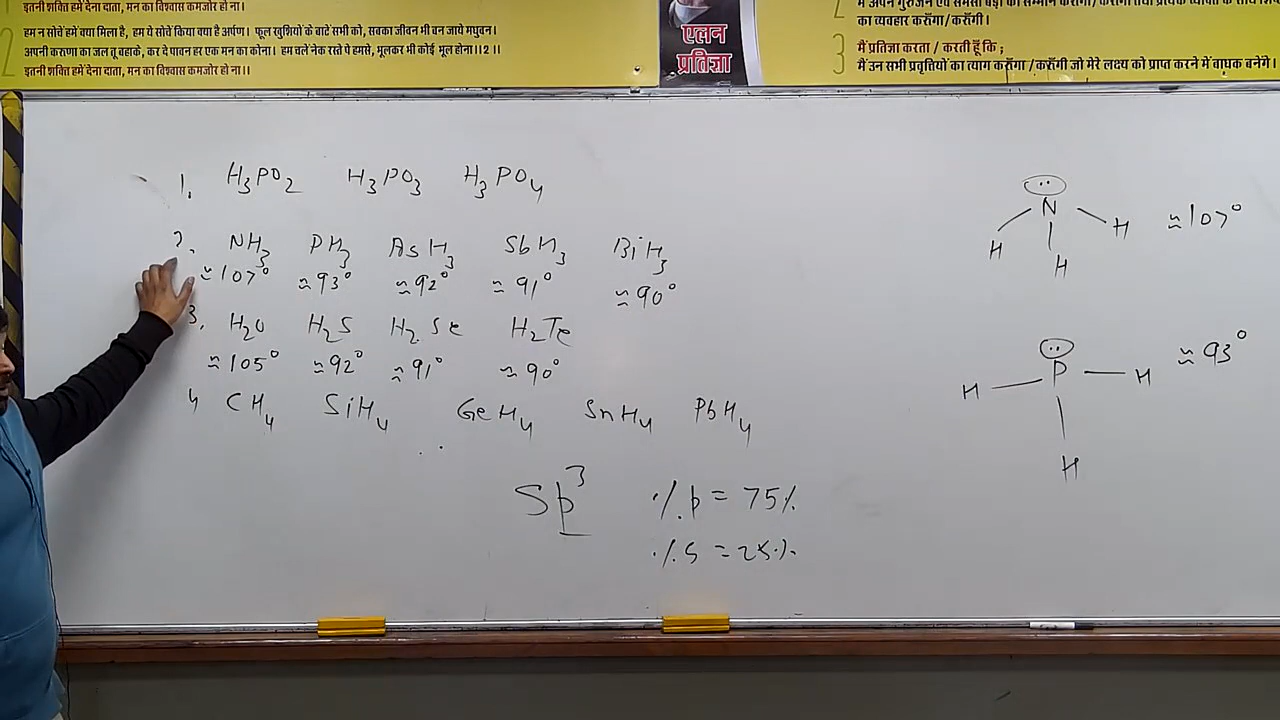 इतनी शक्ति हमें देना दाता, मन का विश्वास कमजोर हो ना।
हम न सोचें हमें क्या मिला है, हम ये सोचें किया क्या है अर्पण। फूल खुशियों के बाटे सभी को, सबका जीवन भी बन जाये मधुवन।
2 अपनी करुणा का जल तू बहाके, कर दे पावन हर एक मन का कोना। हम चलें नेक रस्ते पे हमसे, भूलकर भी कोई भूल होना।।2।।
इतनी शक्ति हमें देना दाता, मन का विश्वास कमजोर हो ना।।
एलन
प्रतिज्ञा
का व्यवहार करूँगा/करूँगी।
3 मैं प्रतिज्ञा करता / करती हूँ कि ;
मैं उन सभी प्रवृत्तियों का त्याग करूँगा /करूँगी जो मेरे लक्ष्य को प्राप्त करने में बाधक बनेंगे।
1. H₃PO₂ H₃PO₃ H₃PO₄
2. NH₃ PH₃ AsH₃ SbH₃ BiH₃
≈107° ≈93° ≈92° ≈91° ≈90°
3. H₂O H₂S H₂Se H₂Te
≈105° ≈92° ≈91° ≈90°
4 CH₄ SiH₄ GeH₄ SnH₄ PbH₄
Sp³ %p = 75%
%S = 25%
N
H H H ≈107°
P ≈93°
H H
H